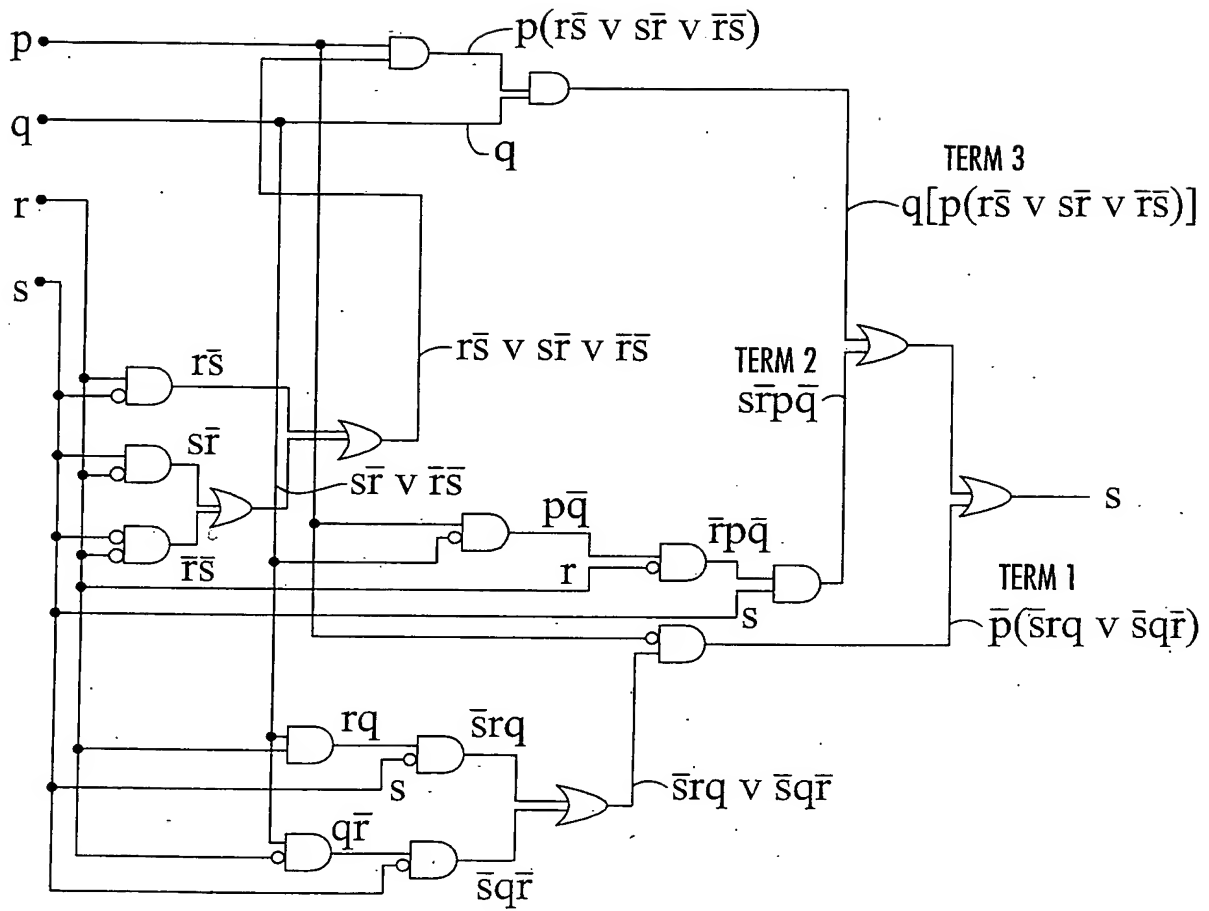 p
p(rs̄ v sr̄ v r̄s̄)
q
q
TERM 3
q[p(rs̄ v sr̄ v r̄s̄)]
r
s
rs̄ v sr̄ v r̄s̄
TERM 2
sr̄pq̄
rs̄
sr̄
sr̄ v r̄s̄
r̄s̄
pq̄
r̄pq̄
r
s
s
TERM 1
p̄(s̄rq v s̄qr̄)
rq
s̄rq
s
s̄rq v s̄qr̄
qr̄
s̄qr̄